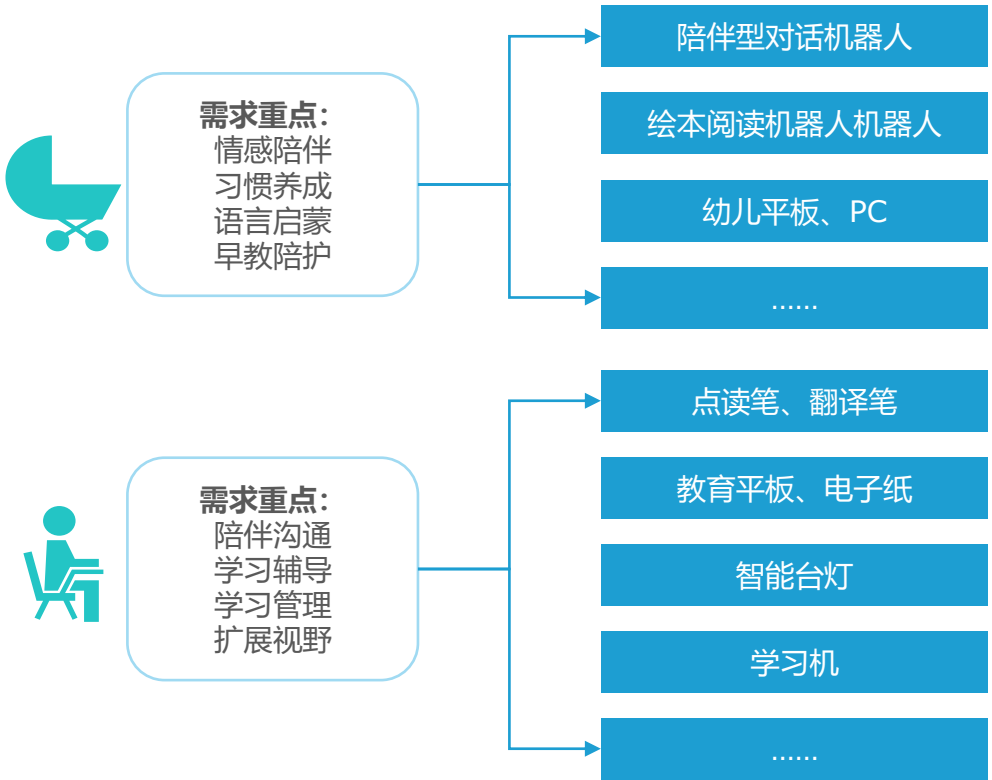 需求重点：
情感陪伴
习惯养成
语言启蒙
早教陪护
陪伴型对话机器人
绘本阅读机器人机器人
幼儿平板、PC
......
需求重点：
陪伴沟通
学习辅导
学习管理
扩展视野
点读笔、翻译笔
教育平板、电子纸
智能台灯
学习机
......